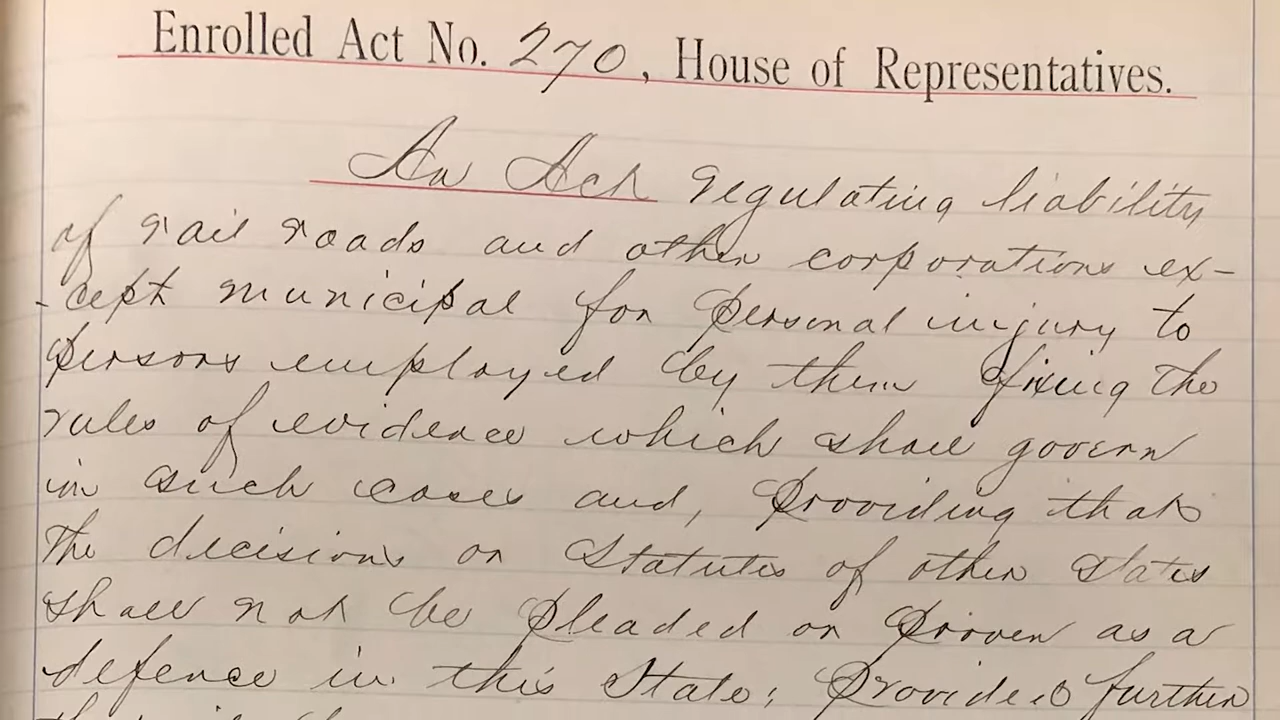 Enrolled Act No. 270, House of Representatives.
An Act regulating liability
of rail roads and other corporations ex-
-cept municipal for personal injury to
persons employed by them fixing the
rules of evidence which shall govern
in such cases and, providing that
the decisions or Statutes of other States
shall not be pleaded or proven as a
defence in this State; Provided further